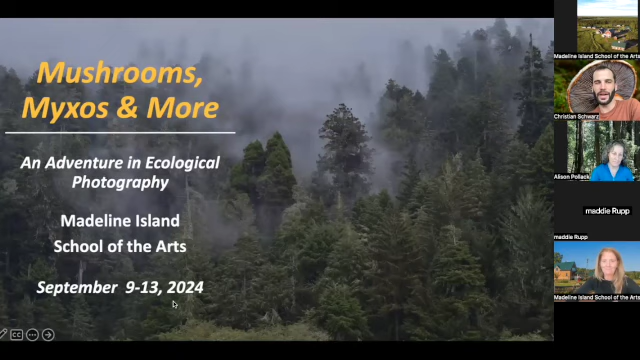 Mushrooms,
Myxos & More
An Adventure in Ecological
Photography
Madeline Island
School of the Arts
September 9-13, 2024
CC
Madeline Island School of the Arts
Christian Schwarz
Alison Pollack
maddie Rupp
maddie Rupp
Madeline Island School of the Arts